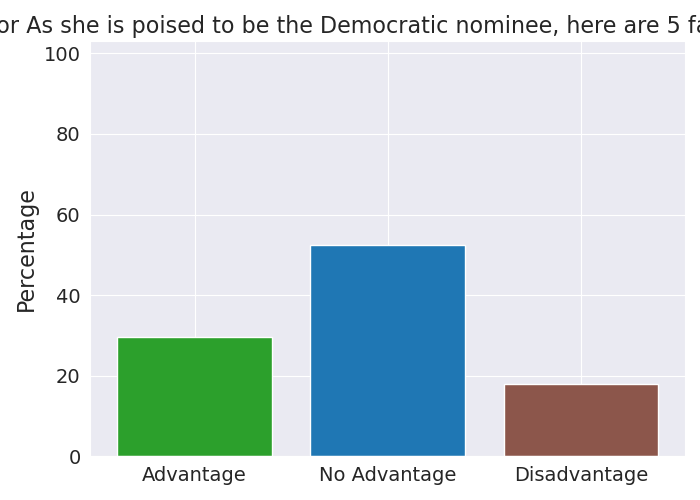 or As she is poised to be the Democratic nominee, here are 5 fa
100
80
60
40
20
0
Percentage
Advantage No Advantage Disadvantage